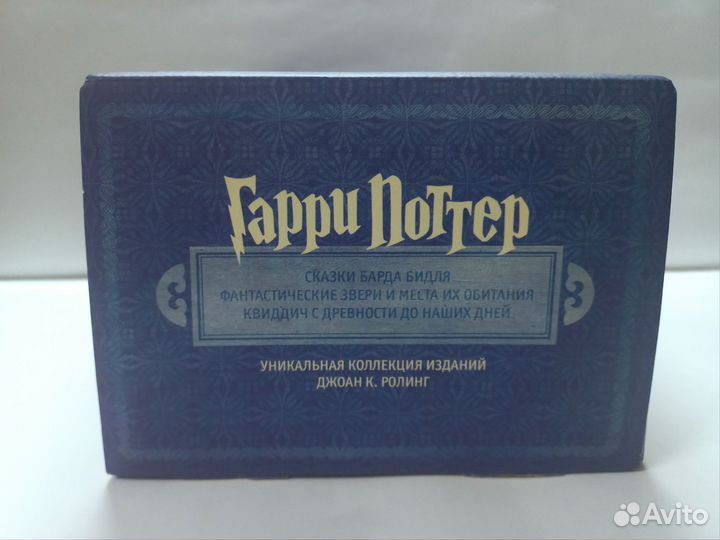 Гарри Поттер
СКАЗКИ БАРДА БИДЛЯ
ФАНТАСТИЧЕСКИЕ ЗВЕРИ И МЕСТА ИХ ОБИТАНИЯ
КВИДДИЧ С ДРЕВНОСТИ ДО НАШИХ ДНЕЙ
УНИКАЛЬНАЯ КОЛЛЕКЦИЯ ИЗДАНИЙ
ДЖОАН К. РОЛИНГ
Avito